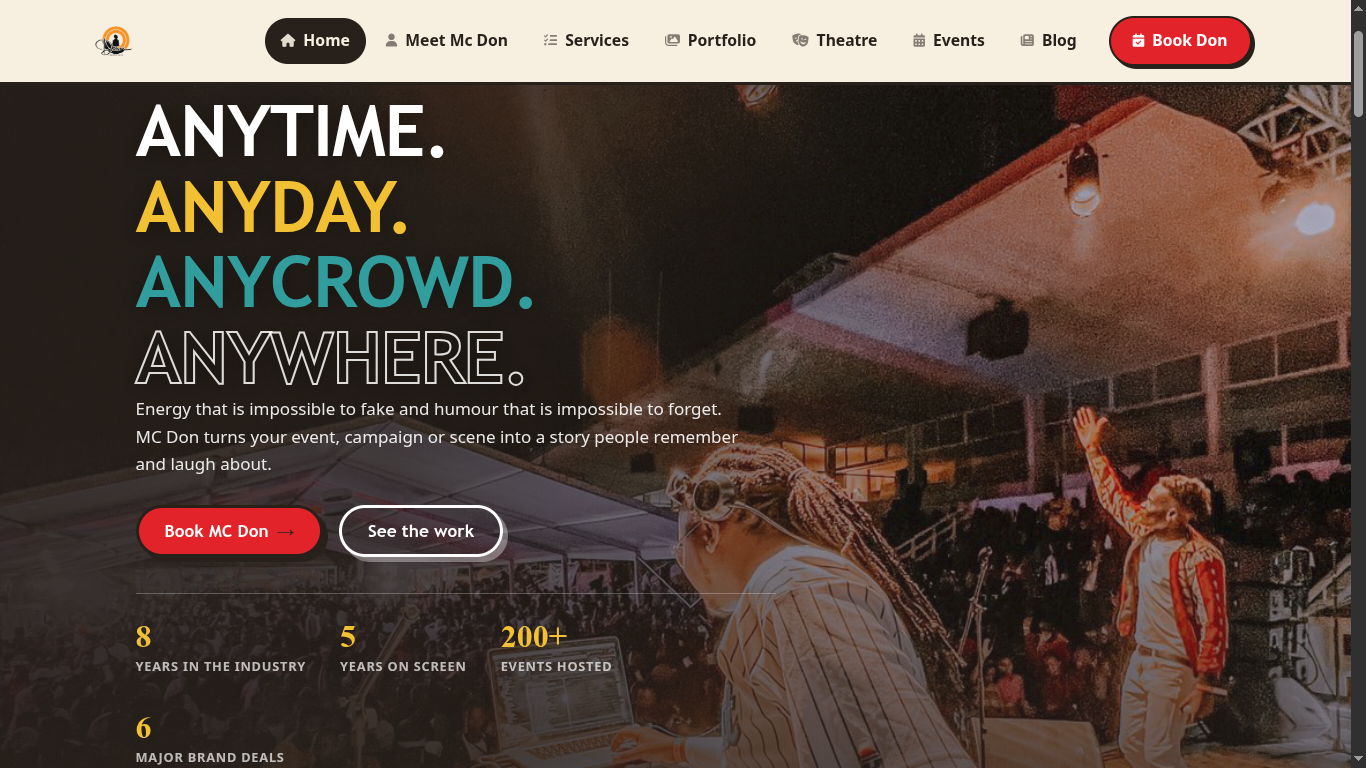 Home
Meet Mc Don
Services
Portfolio
Theatre
Events
Blog
Book Don
ANYTIME.
ANYDAY.
ANYCROWD.
ANYWHERE.
Energy that is impossible to fake and humour that is impossible to forget.
MC Don turns your event, campaign or scene into a story people remember
and laugh about.
Book MC Don →
See the work
8
YEARS IN THE INDUSTRY
5
YEARS ON SCREEN
200+
EVENTS HOSTED
6
MAJOR BRAND DEALS